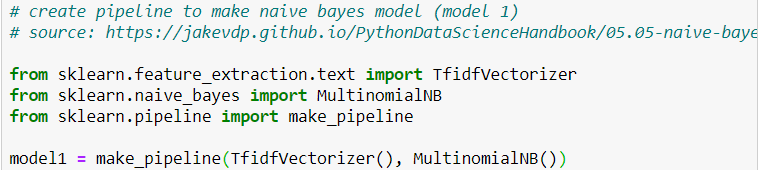 # create pipeline to make naive bayes model (model 1)
# source: https://jakevdp.github.io/PythonDataScienceHandbook/05.05-naive-baye
from sklearn.feature_extraction.text import TfidfVectorizer
from sklearn.naive_bayes import MultinomialNB
from sklearn.pipeline import make_pipeline
model1 = make_pipeline(TfidfVectorizer(), MultinomialNB())